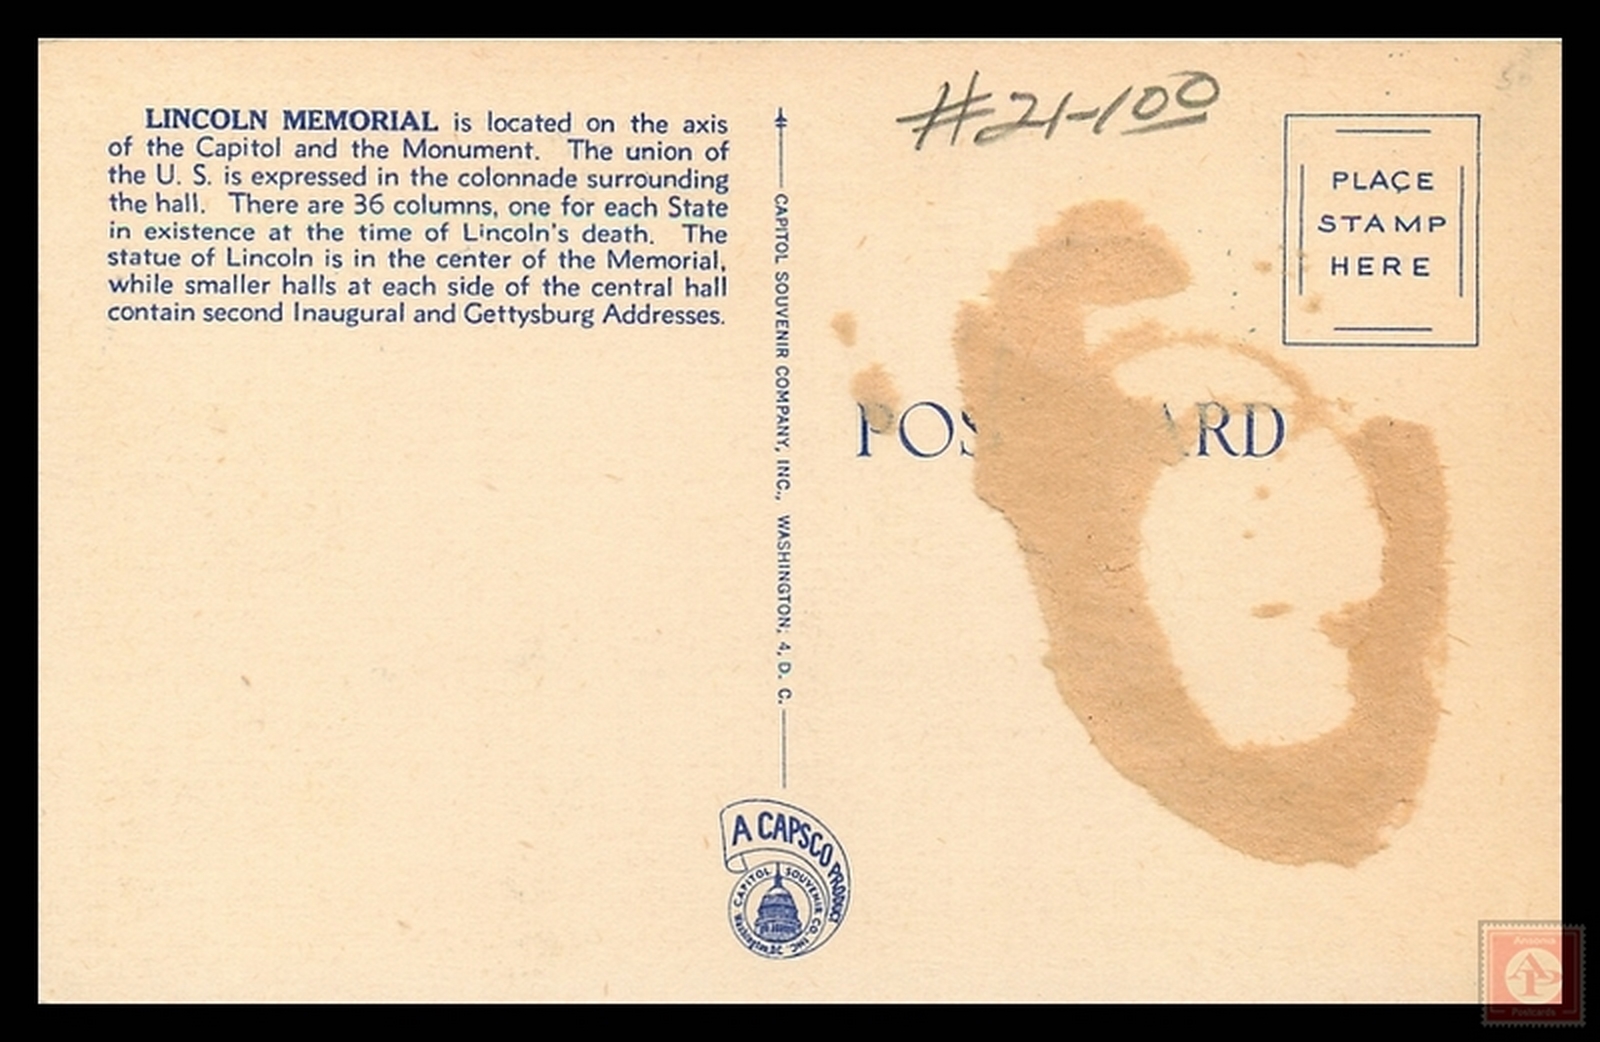 LINCOLN MEMORIAL is located on the axis
of the Capitol and the Monument. The union of
the U. S. is expressed in the colonnade surrounding
the hall. There are 36 columns, one for each State
in existence at the time of Lincoln's death. The
statue of Lincoln is in the center of the Memorial,
while smaller halls at each side of the central hall
contain second Inaugural and Gettysburg Addresses.
CAPITOL SOUVENIR COMPANY, INC., WASHINGTON, 4, D. C.
A CAPSCO PRODUCT
CAPITOL SOUVENIR CO., INC.
#21-100
PLACE
STAMP
HERE
POS ARD
Ansonia
AP
Postcards